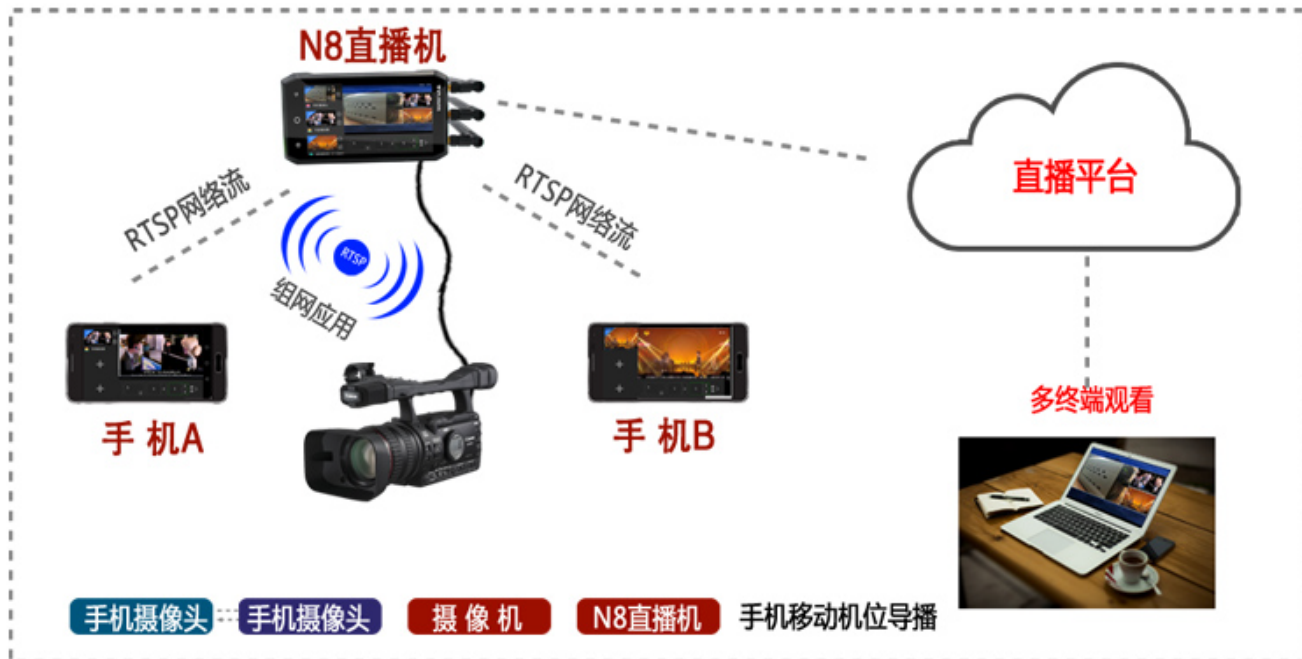 N8直播机
RTSP网络流
RTSP网络流
直播平台
RTSP
组网应用
手 机A
手 机B
多终端观看
手机摄像头
手机摄像头
摄 像 机
N8直播机
手机移动机位导播